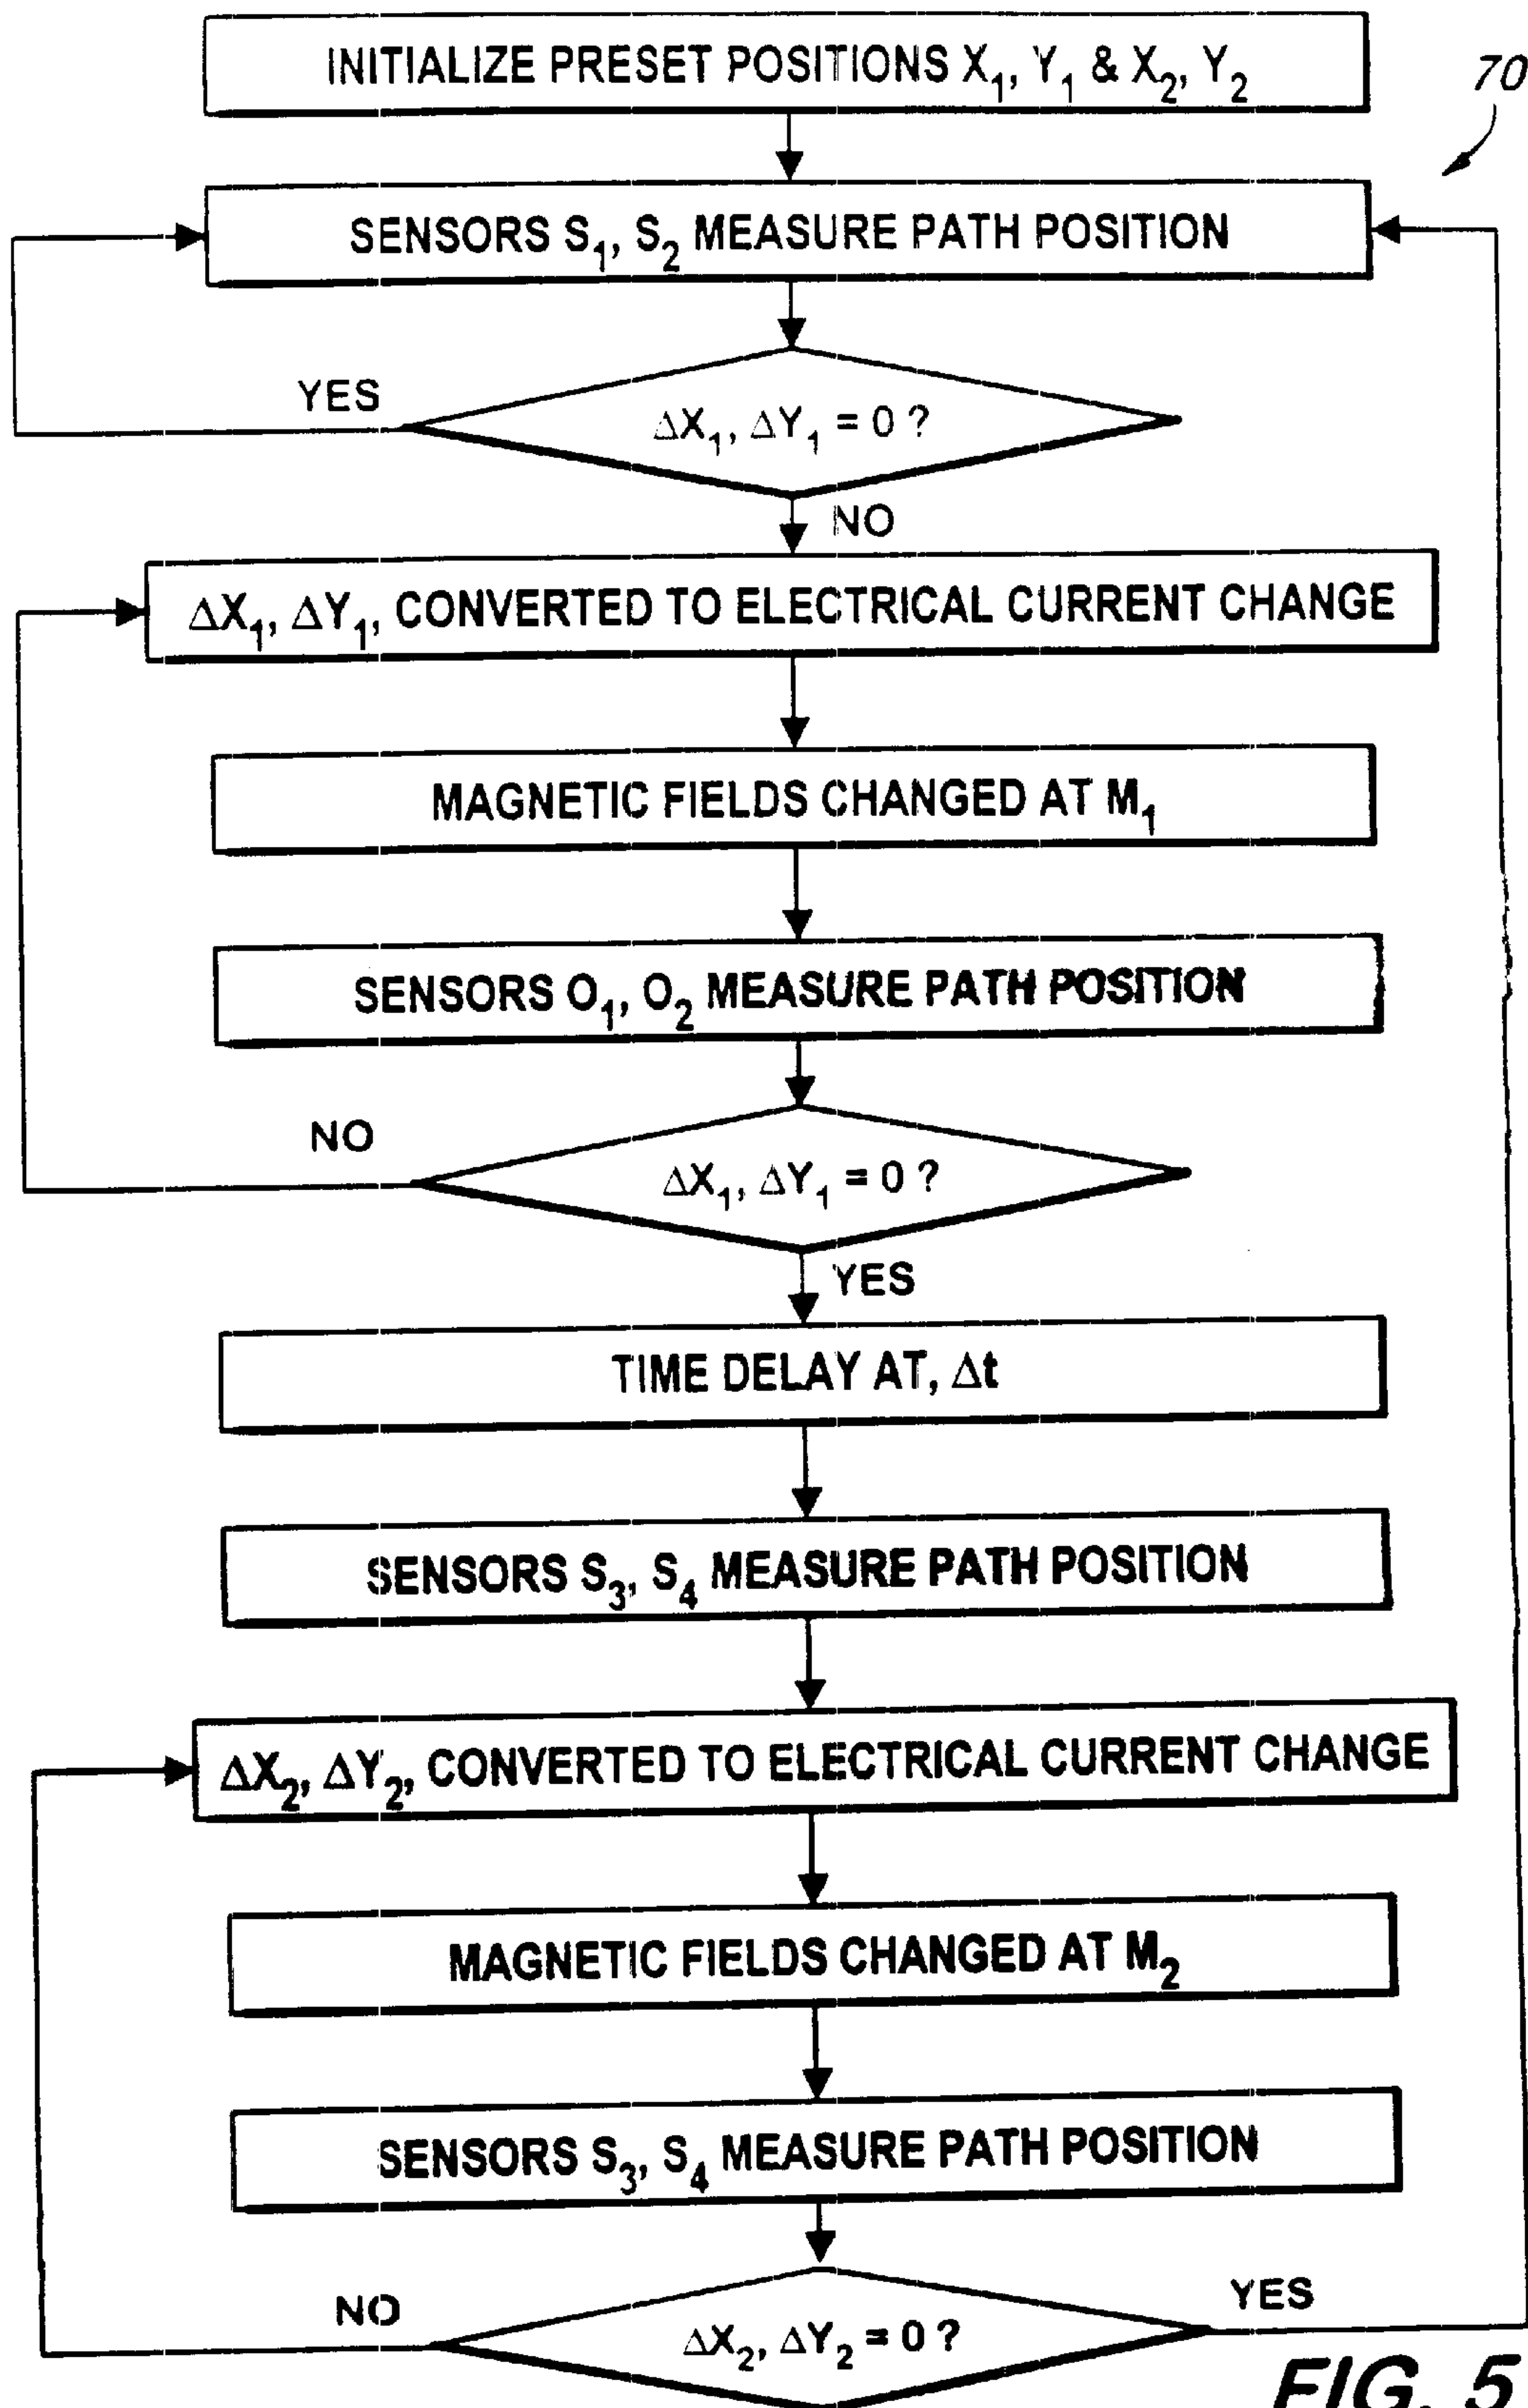 INITIALIZE PRESET POSITIONS X₁, Y₁ & X₂, Y₂
70
SENSORS S₁, S₂ MEASURE PATH POSITION
YES
ΔX₁, ΔY₁ = 0 ?
NO
ΔX₁, ΔY₁, CONVERTED TO ELECTRICAL CURRENT CHANGE
MAGNETIC FIELDS CHANGED AT M₁
SENSORS O₁, O₂ MEASURE PATH POSITION
NO
ΔX₁, ΔY₁ = 0 ?
YES
TIME DELAY AT, Δt
SENSORS S₃, S₄ MEASURE PATH POSITION
ΔX₂, ΔY₂, CONVERTED TO ELECTRICAL CURRENT CHANGE
MAGNETIC FIELDS CHANGED AT M₂
SENSORS S₃, S₄ MEASURE PATH POSITION
NO
YES
ΔX₂, ΔY₂ = 0 ?
FIG. 5